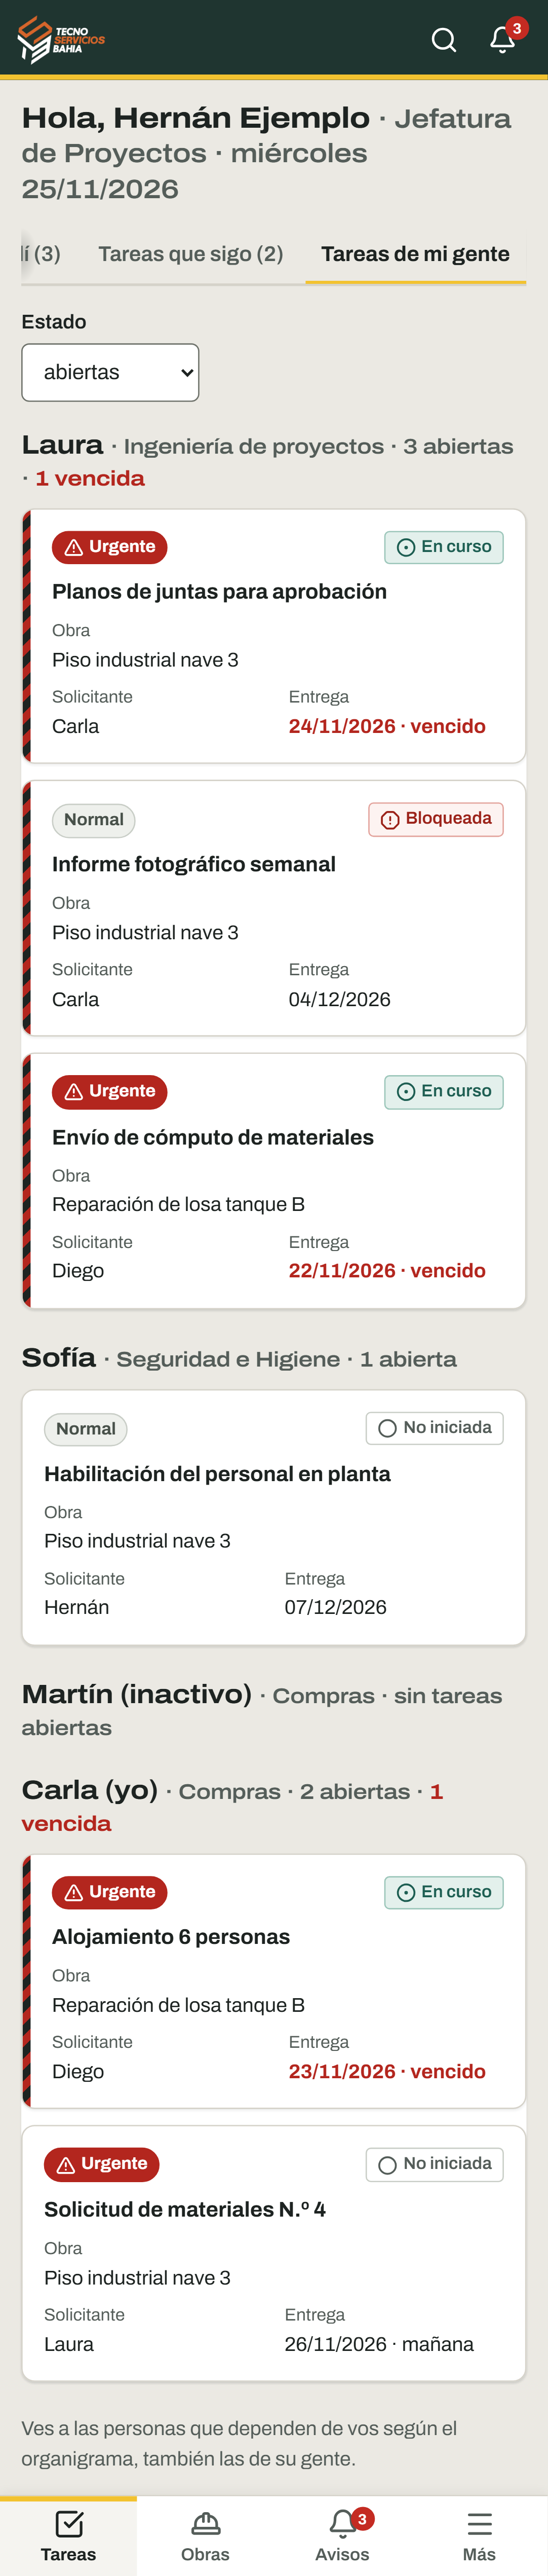 TECNO
SERVICIOS
BAHIA
3
Hola, Hernán Ejemplo · Jefatura
de Proyectos · miércoles
25/11/2026
lí (3)
Tareas que sigo (2)
Tareas de mi gente
Estado
abiertas
Laura · Ingeniería de proyectos · 3 abiertas
· 1 vencida
Urgente
En curso
Planos de juntas para aprobación
Obra
Piso industrial nave 3
Solicitante
Entrega
Carla
24/11/2026 · vencido
Normal
Bloqueada
Informe fotográfico semanal
Obra
Piso industrial nave 3
Solicitante
Entrega
Carla
04/12/2026
Urgente
En curso
Envío de cómputo de materiales
Obra
Reparación de losa tanque B
Solicitante
Entrega
Diego
22/11/2026 · vencido
Sofía · Seguridad e Higiene · 1 abierta
Normal
No iniciada
Habilitación del personal en planta
Obra
Piso industrial nave 3
Solicitante
Entrega
Hernán
07/12/2026
Martín (inactivo) · Compras · sin tareas
abiertas
Carla (yo) · Compras · 2 abiertas · 1
vencida
Urgente
En curso
Alojamiento 6 personas
Obra
Reparación de losa tanque B
Solicitante
Entrega
Diego
23/11/2026 · vencido
Urgente
No iniciada
Solicitud de materiales N.º 4
Obra
Piso industrial nave 3
Solicitante
Entrega
Laura
26/11/2026 · mañana
Ves a las personas que dependen de vos según el
organigrama, también las de su gente.
3
Tareas
Obras
Avisos
Más